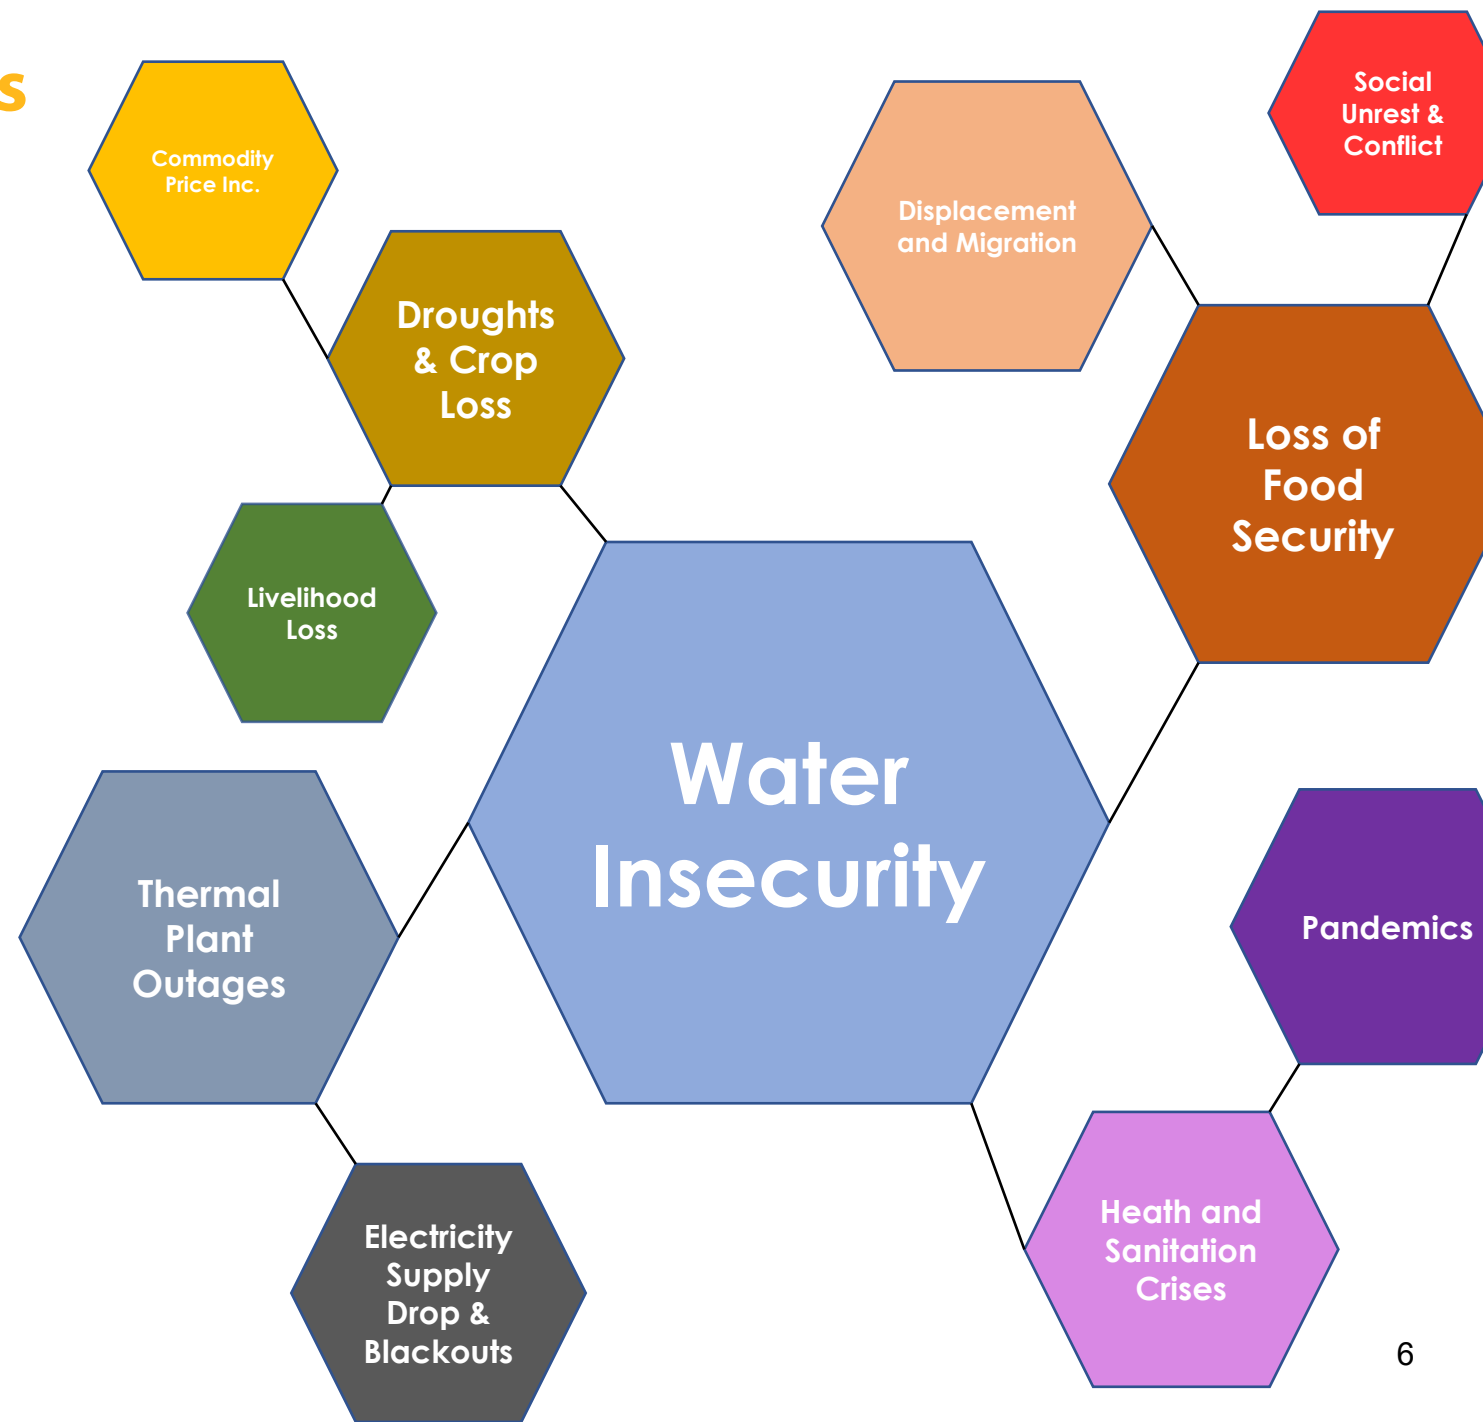 s
Commodity
Price Inc.
Social
Unrest &
Conflict
Displacement
and Migration
Droughts
& Crop
Loss
Loss of
Food
Security
Livelihood
Loss
Water
Insecurity
Thermal
Plant
Outages
Pandemics
Electricity
Supply
Drop &
Blackouts
Heath and
Sanitation
Crises
6